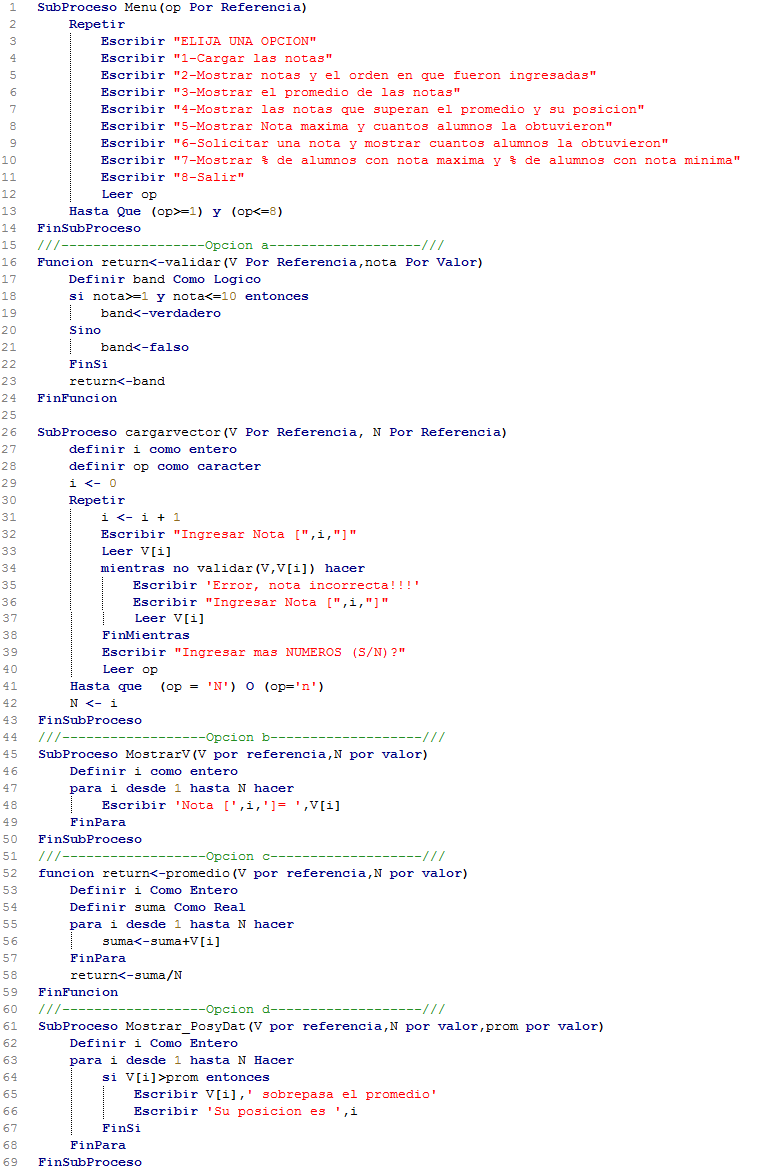 1 SubProceso Menu(op Por Referencia)
2 Repetir
3 Escribir "ELIJA UNA OPCION"
4 Escribir "1-Cargar las notas"
5 Escribir "2-Mostrar notas y el orden en que fueron ingresadas"
6 Escribir "3-Mostrar el promedio de las notas"
7 Escribir "4-Mostrar las notas que superan el promedio y su posicion"
8 Escribir "5-Mostrar Nota maxima y cuantos alumnos la obtuvieron"
9 Escribir "6-Solicitar una nota y mostrar cuantos alumnos la obtuvieron"
10 Escribir "7-Mostrar % de alumnos con nota maxima y % de alumnos con nota minima"
11 Escribir "8-Salir"
12 Leer op
13 Hasta Que (op>=1) y (op<=8)
14 FinSubProceso
15 ///------------------Opcion a-------------------///
16 Funcion return<-validar(V Por Referencia,nota Por Valor)
17 Definir band Como Logico
18 si nota>=1 y nota<=10 entonces
19 band<-verdadero
20 Sino
21 band<-falso
22 FinSi
23 return<-band
24 FinFuncion
25
26 SubProceso cargarvector(V Por Referencia, N Por Referencia)
27 definir i como entero
28 definir op como caracter
29 i <- 0
30 Repetir
31 i <- i + 1
32 Escribir "Ingresar Nota [",i,"]"
33 Leer V[i]
34 mientras no validar(V,V[i]) hacer
35 Escribir 'Error, nota incorrecta!!!'
36 Escribir "Ingresar Nota [",i,"]"
37 Leer V[i]
38 FinMientras
39 Escribir "Ingresar mas NUMEROS (S/N)?"
40 Leer op
41 Hasta que (op = 'N') O (op='n')
42 N <- i
43 FinSubProceso
44 ///------------------Opcion b-------------------///
45 SubProceso MostrarV(V por referencia,N por valor)
46 Definir i como entero
47 para i desde 1 hasta N hacer
48 Escribir 'Nota [',i,']= ',V[i]
49 FinPara
50 FinSubProceso
51 ///------------------Opcion c-------------------///
52 funcion return<-promedio(V por referencia,N por valor)
53 Definir i Como Entero
54 Definir suma Como Real
55 para i desde 1 hasta N hacer
56 suma<-suma+V[i]
57 FinPara
58 return<-suma/N
59 FinFuncion
60 ///------------------Opcion d-------------------///
61 SubProceso Mostrar_PosyDat(V por referencia,N por valor,prom por valor)
62 Definir i Como Entero
63 para i desde 1 hasta N Hacer
64 si V[i]>prom entonces
65 Escribir V[i],' sobrepasa el promedio'
66 Escribir 'Su posicion es ',i
67 FinSi
68 FinPara
69 FinSubProceso